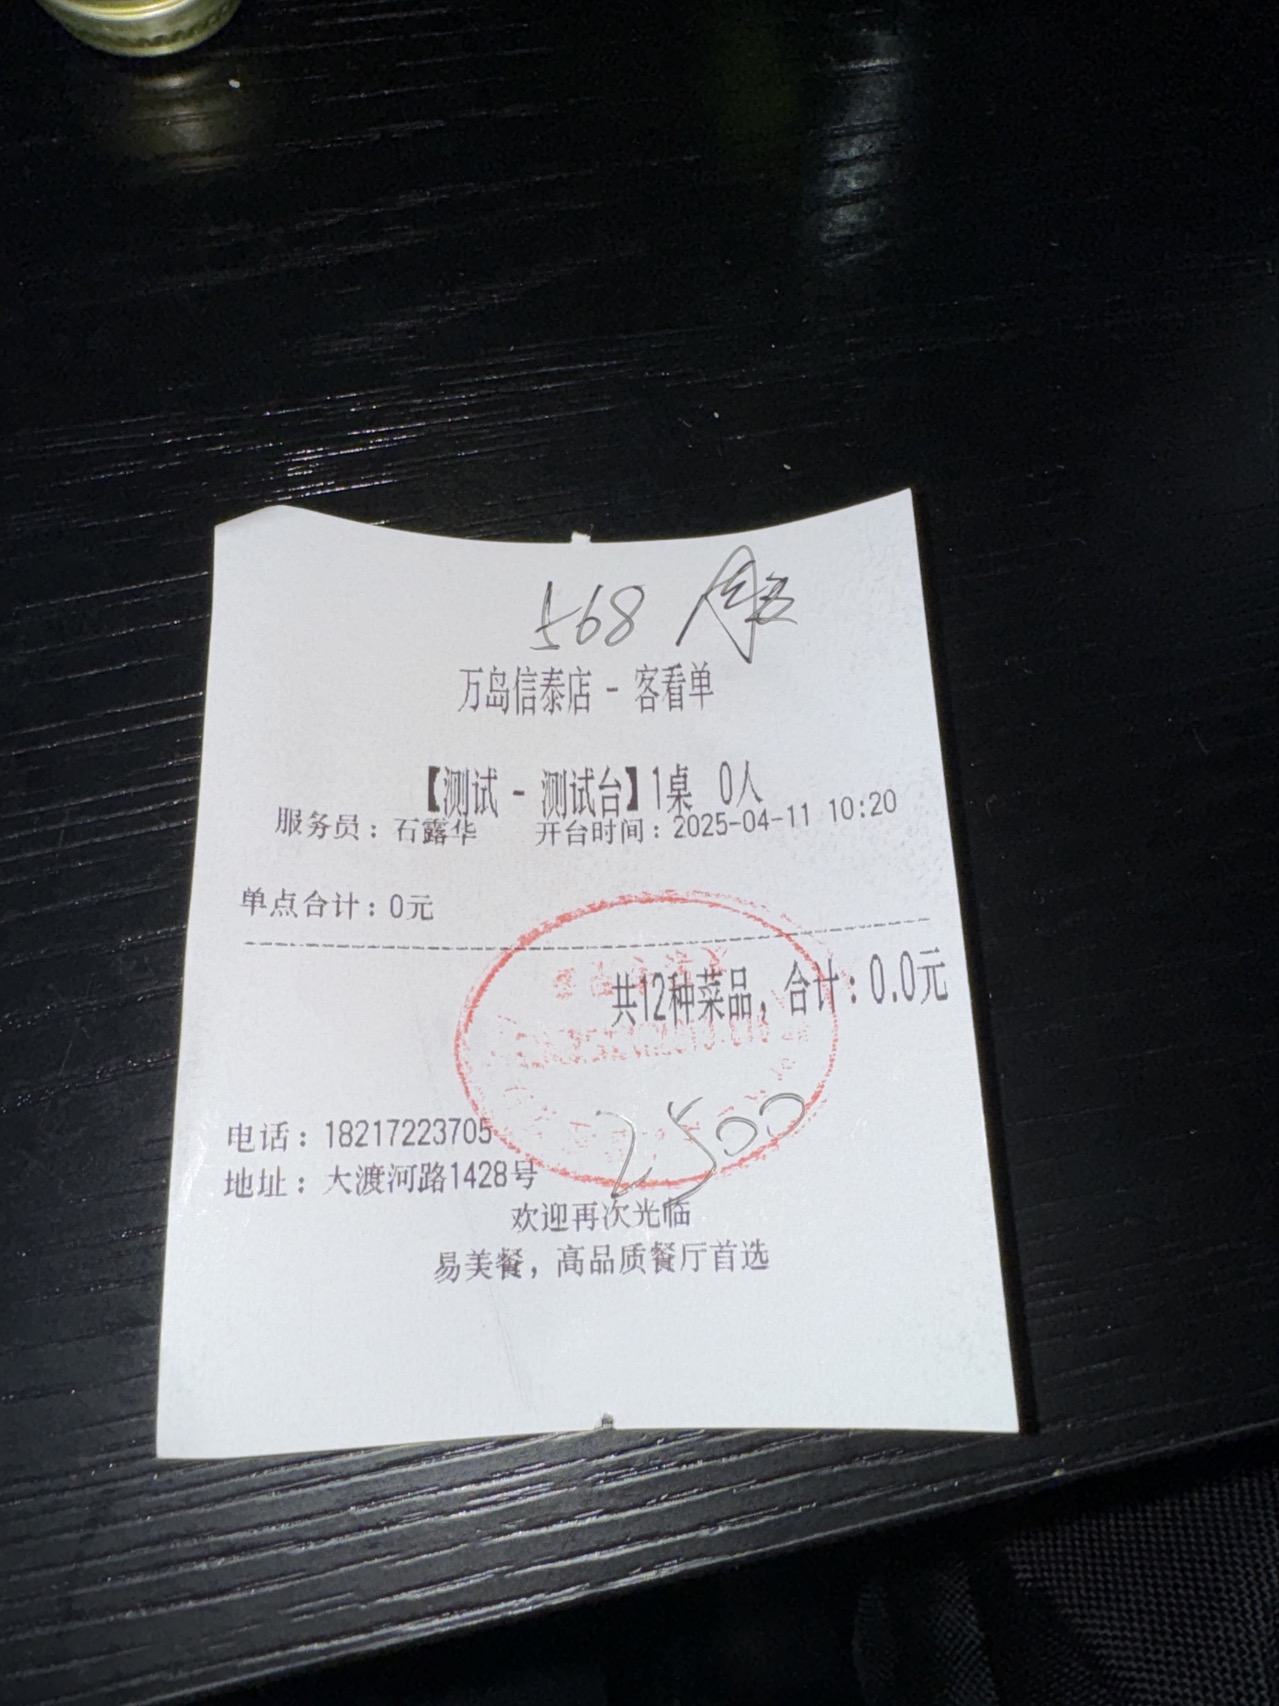 568
万岛信泰店 - 客看单
【测试 - 测试台】1桌 0人
服务员：石露华 开台时间：2025-04-11 10:20
单点合计：0元
共12种菜品，合计：0.0元
2500
电话：18217223705
地址：大渡河路1428号
欢迎再次光临
易美餐，高品质餐厅首选